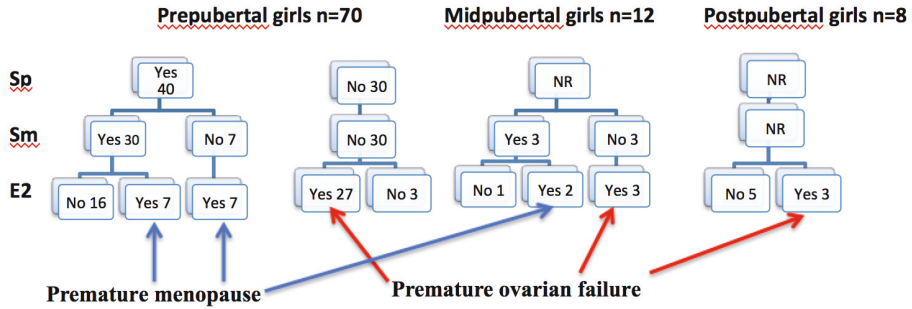 Prepubertal girls n=70 Midpubertal girls n=12 Postpubertal girls n=8
Sp Yes 40 No 30 NR NR
Sm Yes 30 No 7 No 30 Yes 3 No 3 NR
E2 No 16 Yes 7 Yes 7 Yes 27 No 3 No 1 Yes 2 Yes 3 No 5 Yes 3
Premature menopause Premature ovarian failure